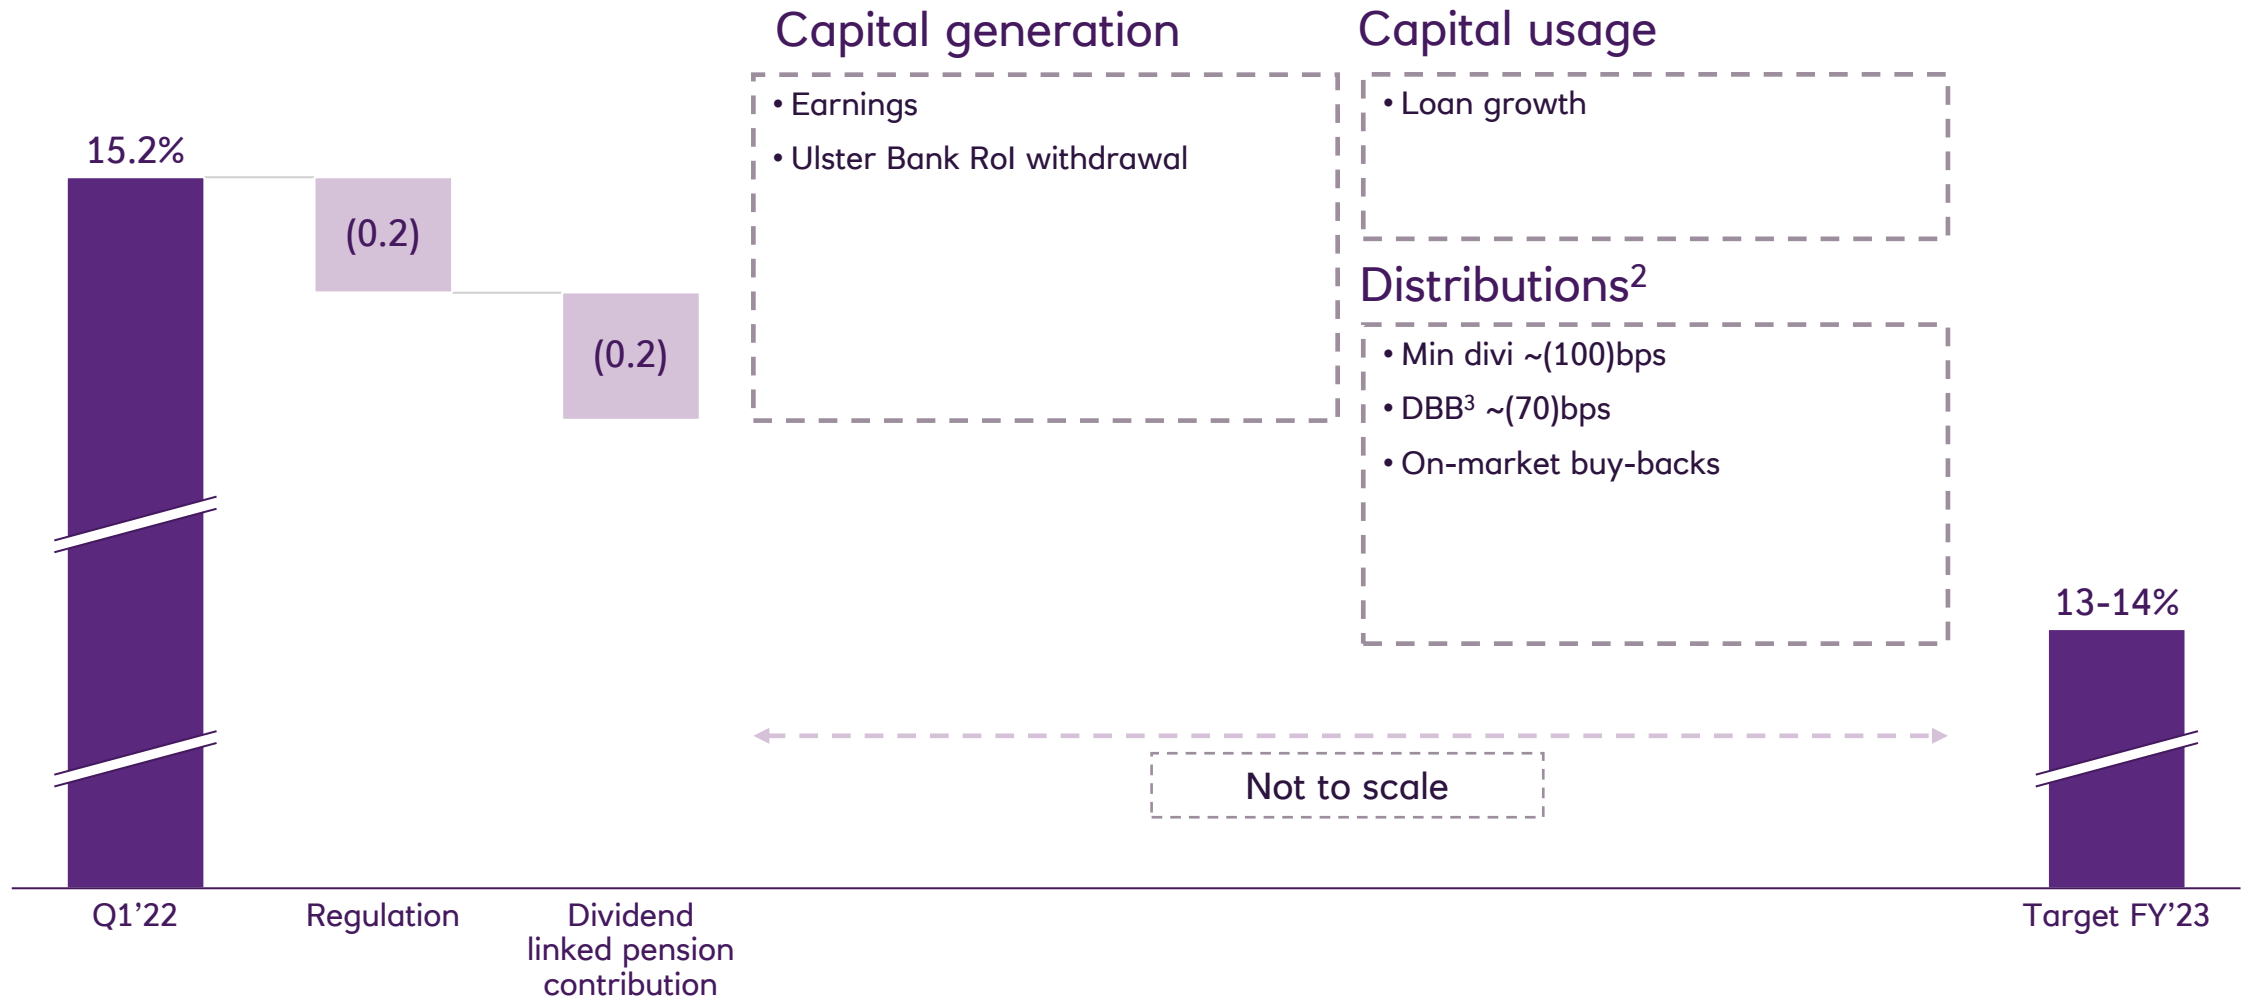 Capital generation
• Earnings
• Ulster Bank RoI withdrawal
Capital usage
• Loan growth
Distributions²
• Min divi ~(100)bps
• DBB³ ~(70)bps
• On-market buy-backs
15.2%
(0.2)
(0.2)
13-14%
Not to scale
Q1’22
Regulation
Dividend
linked pension
contribution
Target FY’23